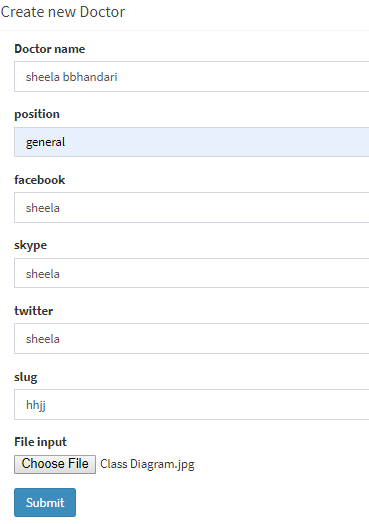 Create new Doctor
Doctor name
sheela bbhandari
position
general
facebook
sheela
skype
sheela
twitter
sheela
slug
hhjj
File input
Choose File Class Diagram.jpg
Submit